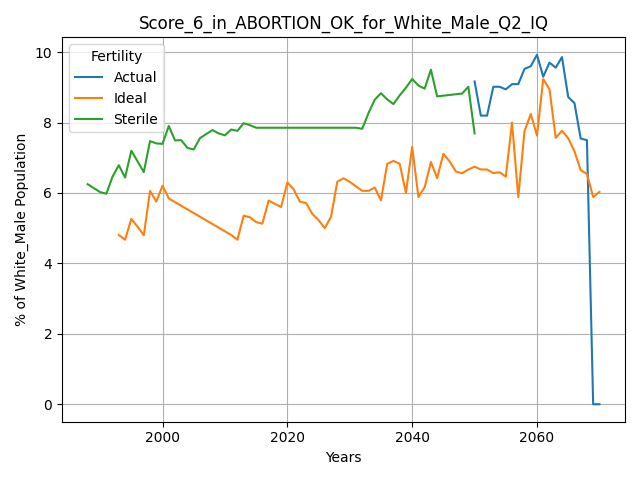 Score_6_in_ABORTION_OK_for_White_Male_Q2_IQ
Fertility
Actual
Ideal
Sterile
% of White_Male Population
10
8
6
4
2
0
2000
2020
2040
2060
Years